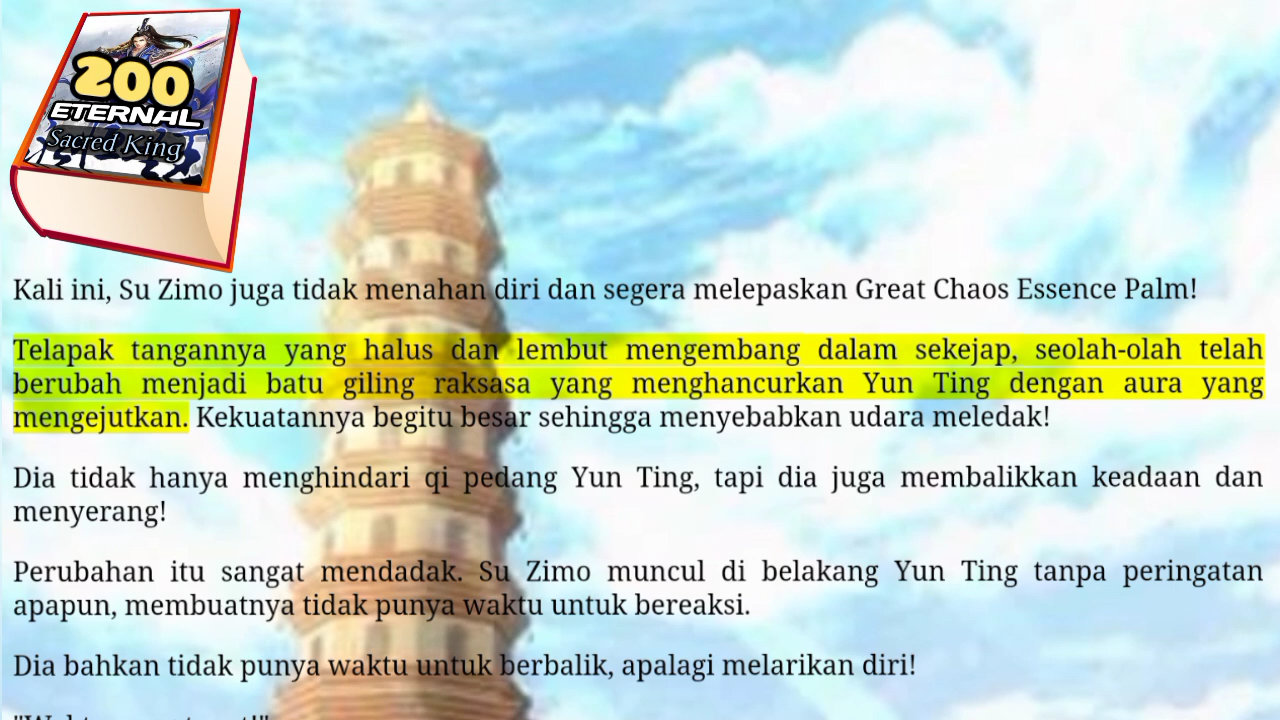 200
ETERNAL
Sacred King
Kali ini, Su Zimo juga tidak menahan diri dan segera melepaskan Great Chaos Essence Palm!
Telapak tangannya yang halus dan lembut mengembang dalam sekejap, seolah-olah telah
berubah menjadi batu giling raksasa yang menghancurkan Yun Ting dengan aura yang
mengejutkan. Kekuatannya begitu besar sehingga menyebabkan udara meledak!
Dia tidak hanya menghindari qi pedang Yun Ting, tapi dia juga membalikkan keadaan dan
menyerang!
Perubahan itu sangat mendadak. Su Zimo muncul di belakang Yun Ting tanpa peringatan
apapun, membuatnya tidak punya waktu untuk bereaksi.
Dia bahkan tidak punya waktu untuk berbalik, apalagi melarikan diri!